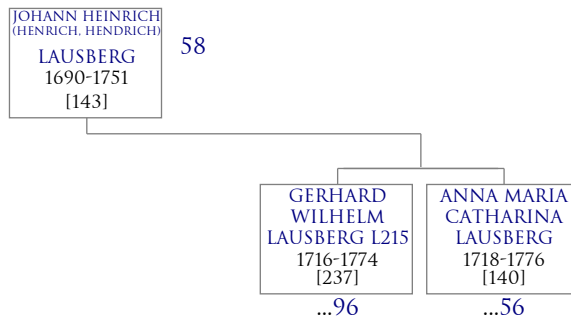 JOHANN HEINRICH
(HENRICH, HENDRICH)
LAUSBERG
1690-1751
[143]
58
GERHARD
WILHELM
LAUSBERG L215
1716-1774
[237]
...96
ANNA MARIA
CATHARINA
LAUSBERG
1718-1776
[140]
...56